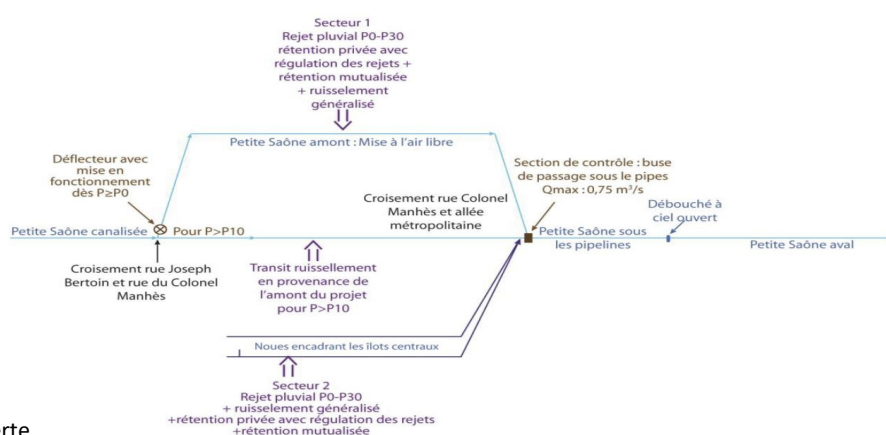 Secteur 1
Rejet pluvial P0-P30
rétention privée avec
régulation des rejets +
rétention mutualisée
+ ruisselement
généralisé
Petite Saône amont : Mise à l'air libre
Déflecteur avec
mise en
fonctionnement
dès P≥P0
Section de contrôle : buse
de passage sous le pipes
Qmax : 0,75 m³/s
Croisement rue Colonel
Manhès et allée
métropolitaine
Débouché à
ciel ouvert
Petite Saône canalisée
Pour P>P10
Petite Saône sous
les pipelines
Petite Saône aval
Croisement rue Joseph
Bertoin et rue du Colonel
Manhès
Transit ruissellement
en provenance de
l'amont du projet
pour P>P10
Noues encadrant les îlots centraux
Secteur 2
Rejet pluvial P0-P30
+ ruisselement généralisé
+rétention privée avec régulation des rejets
+rétention mutualisée